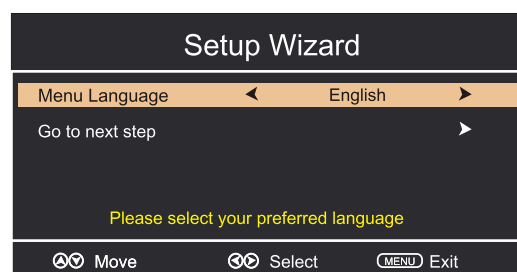 Setup Wizard
Menu Language English
Go to next step
Please select your preferred language
Move Select MENU Exit